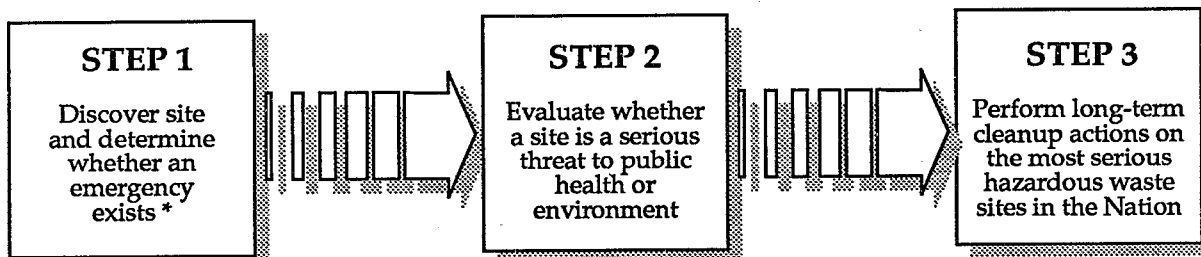 STEP 1
Discover site
and determine
whether an
emergency
exists *
STEP 2
Evaluate whether
a site is a serious
threat to public
health or
environment
STEP 3
Perform long-term
cleanup actions on
the most serious
hazardous waste
sites in the Nation